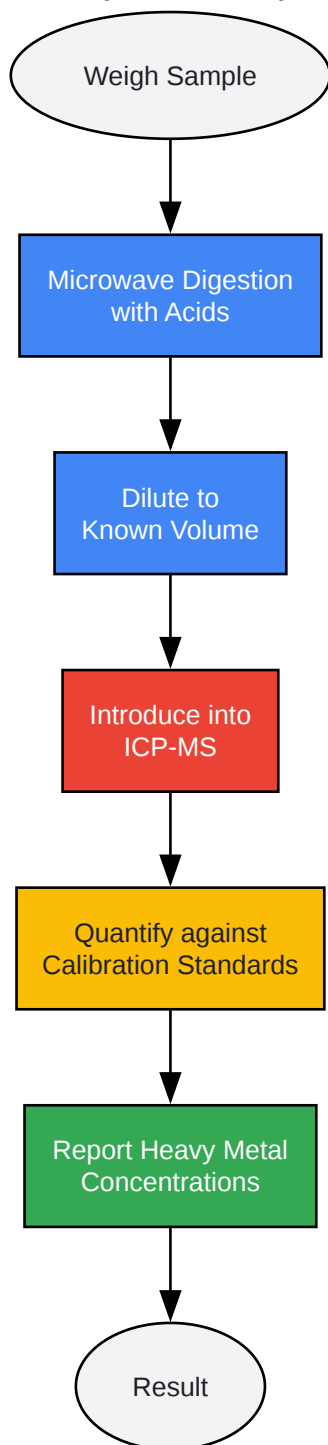 Weigh Sample
Microwave Digestion
with Acids
Dilute to
Known Volume
Introduce into
ICP-MS
Quantify against
Calibration Standards
Report Heavy Metal
Concentrations
Result